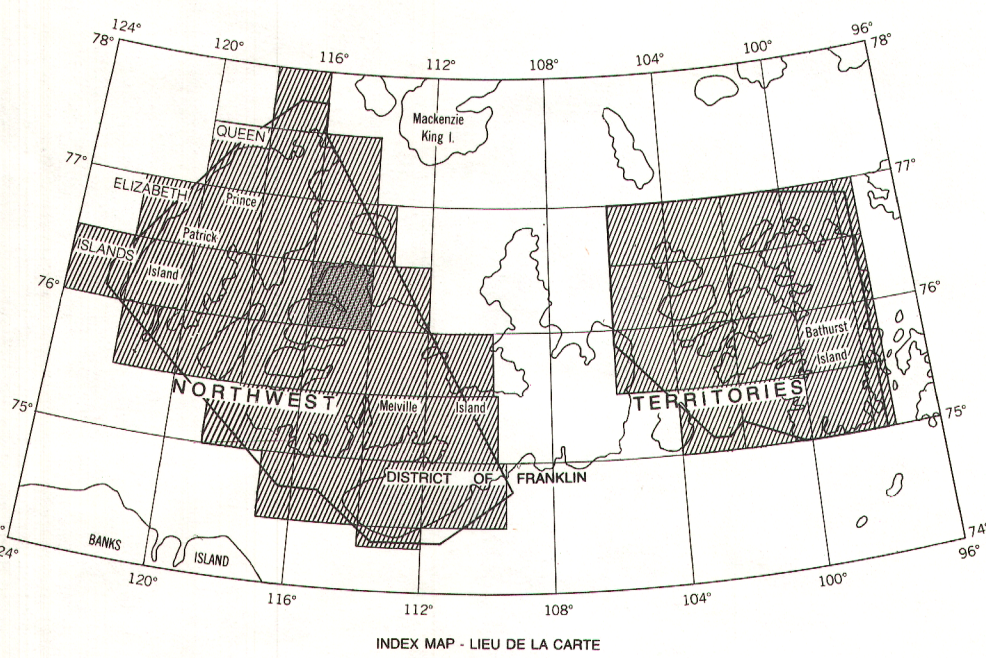 124° 120° 116° 112° 108° 104° 100° 96°
78° 78°
Mackenzie
King I.
QUEEN
77° 77°
ELIZABETH Prince
Patrick
ISLANDS Island
76° 76°
Bathurst
Island
NORTHWEST TERRITORIES
Melville Island
75° 75°
DISTRICT OF FRANKLIN
BANKS ISLAND
24° 120° 116° 112° 108° 104° 100° 96°
74°
INDEX MAP - LIEU DE LA CARTE